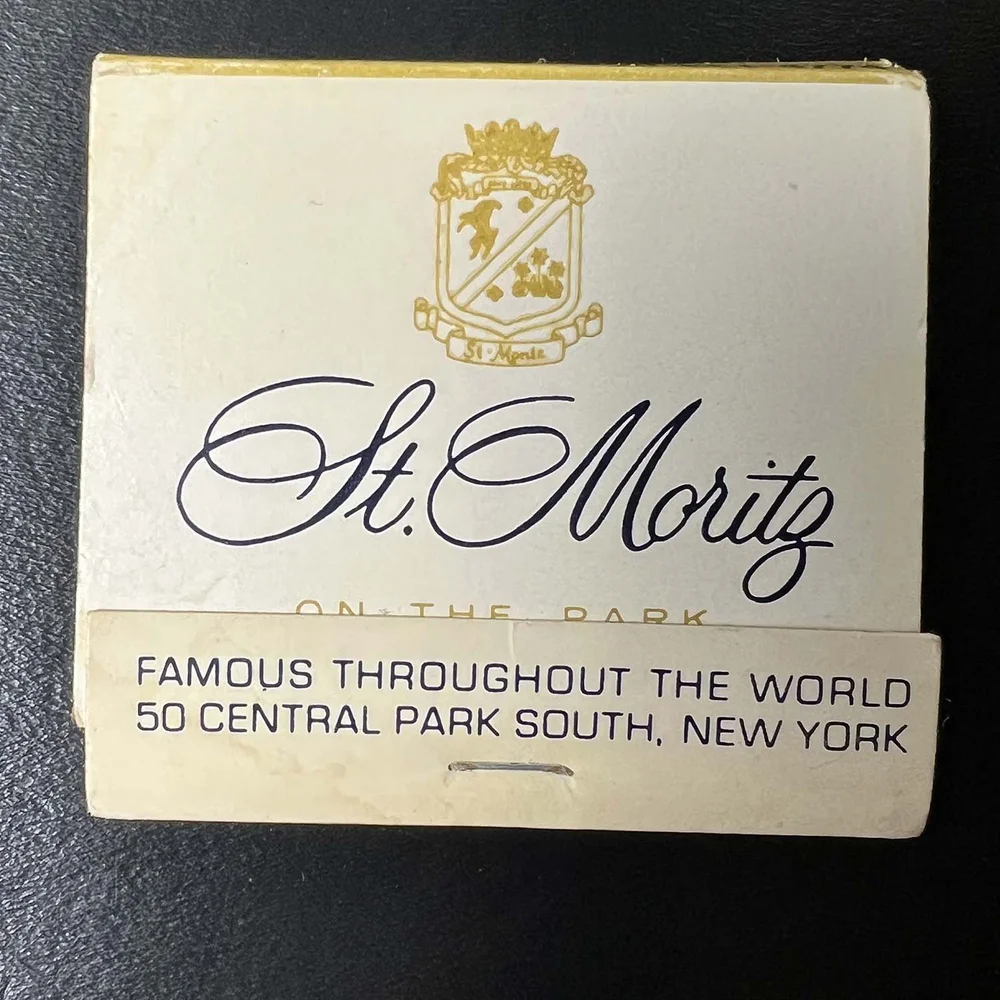 St. Moritz
St. Moritz
ON THE PARK
FAMOUS THROUGHOUT THE WORLD
50 CENTRAL PARK SOUTH, NEW YORK